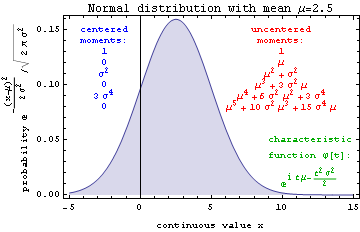 Normal distribution with mean μ=2.5
probability ⅇ^(-(x-μ)²/(2 σ²)) / √(2 π σ²)
0.15
0.10
0.05
0.00
centered
moments:
1
0
σ²
0
3 σ⁴
0
uncentered
moments:
1
μ
μ² + σ²
μ³ + 3 μ σ²
μ⁴ + 6 μ² σ² + 3 σ⁴
μ⁵ + 10 μ³ σ² + 15 μ σ⁴
characteristic
function φ[t]:
ⅇ^(ⅈ t μ - t² σ²/2)
-5
0
5
10
15
continuous value x